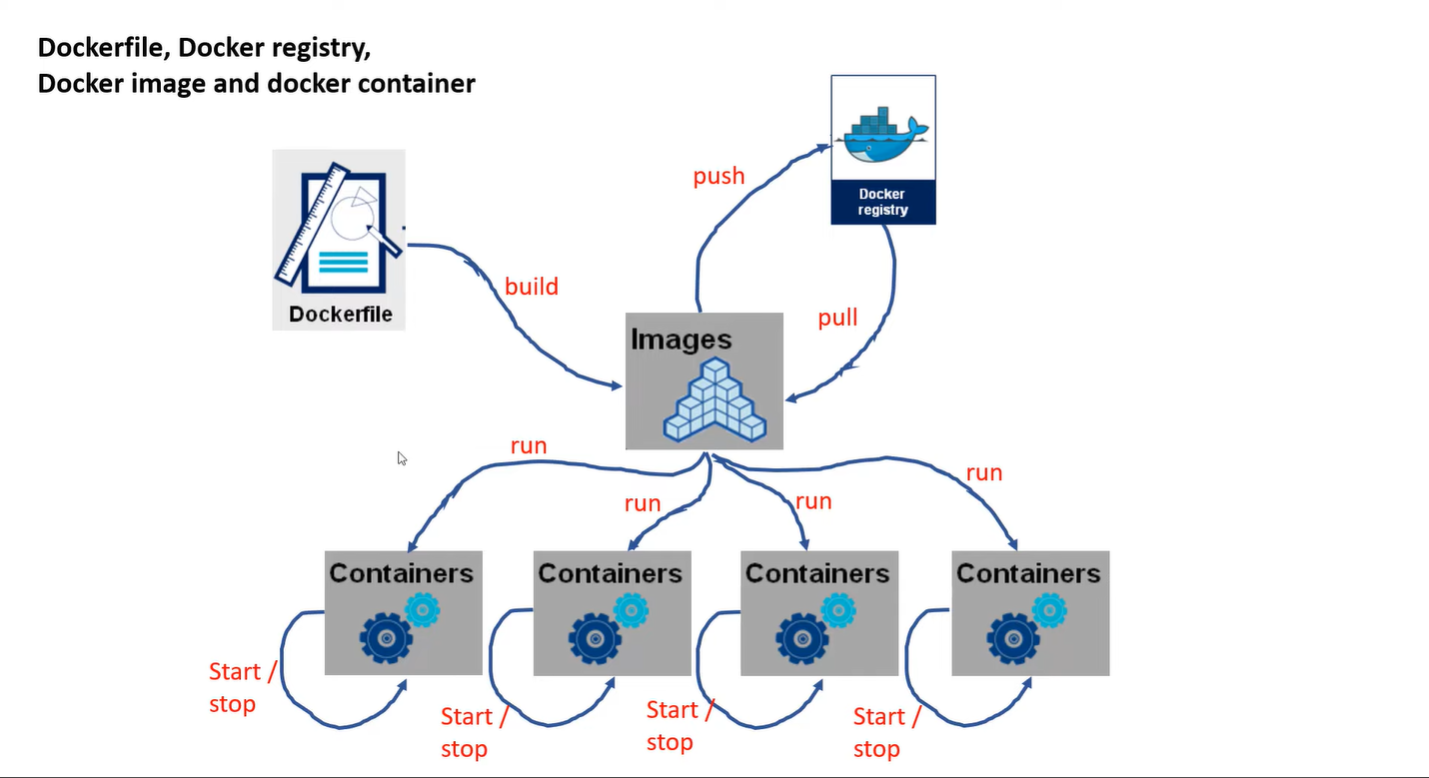 Dockerfile, Docker registry,
Docker image and docker container
Docker
registry
push
build
Dockerfile
pull
Images
run
run
run
run
Containers
Containers
Containers
Containers
Start /
stop
Start /
stop
Start /
stop
Start /
stop